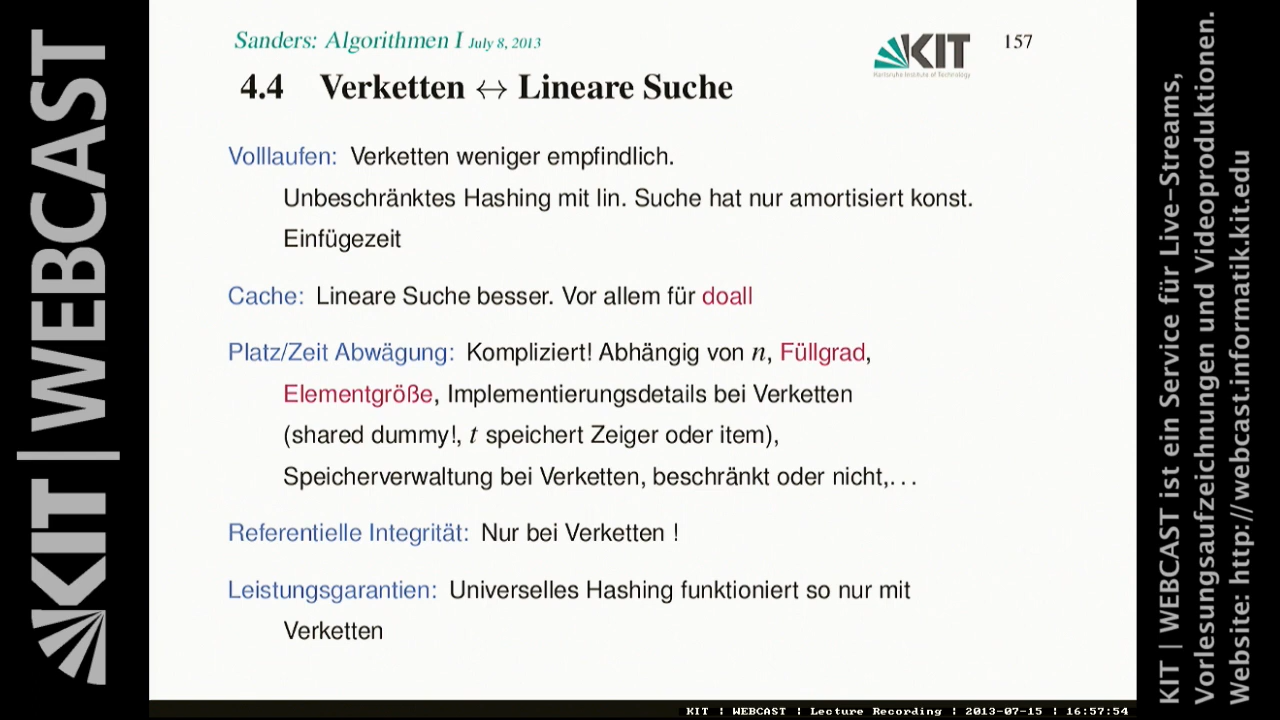 KIT | WEBCAST
Sanders: Algorithmen I July 8, 2013
KIT
Karlsruhe Institute of Technology
157
4.4 Verketten ↔ Lineare Suche
Volllaufen: Verketten weniger empfindlich.
Unbeschränktes Hashing mit lin. Suche hat nur amortisiert konst.
Einfügezeit
Cache: Lineare Suche besser. Vor allem für doall
Platz/Zeit Abwägung: Kompliziert! Abhängig von n, Füllgrad,
Elementgröße, Implementierungsdetails bei Verketten
(shared dummy!, t speichert Zeiger oder item),
Speicherverwaltung bei Verketten, beschränkt oder nicht,...
Referentielle Integrität: Nur bei Verketten !
Leistungsgarantien: Universelles Hashing funktioniert so nur mit
Verketten
KIT | WEBCAST | Lecture Recording | 2013-07-15 | 16:57:54
KIT | WEBCAST ist ein Service für Live-Streams,
Vorlesungsaufzeichnungen und Videoproduktionen.
Website: http://webcast.informatik.kit.edu